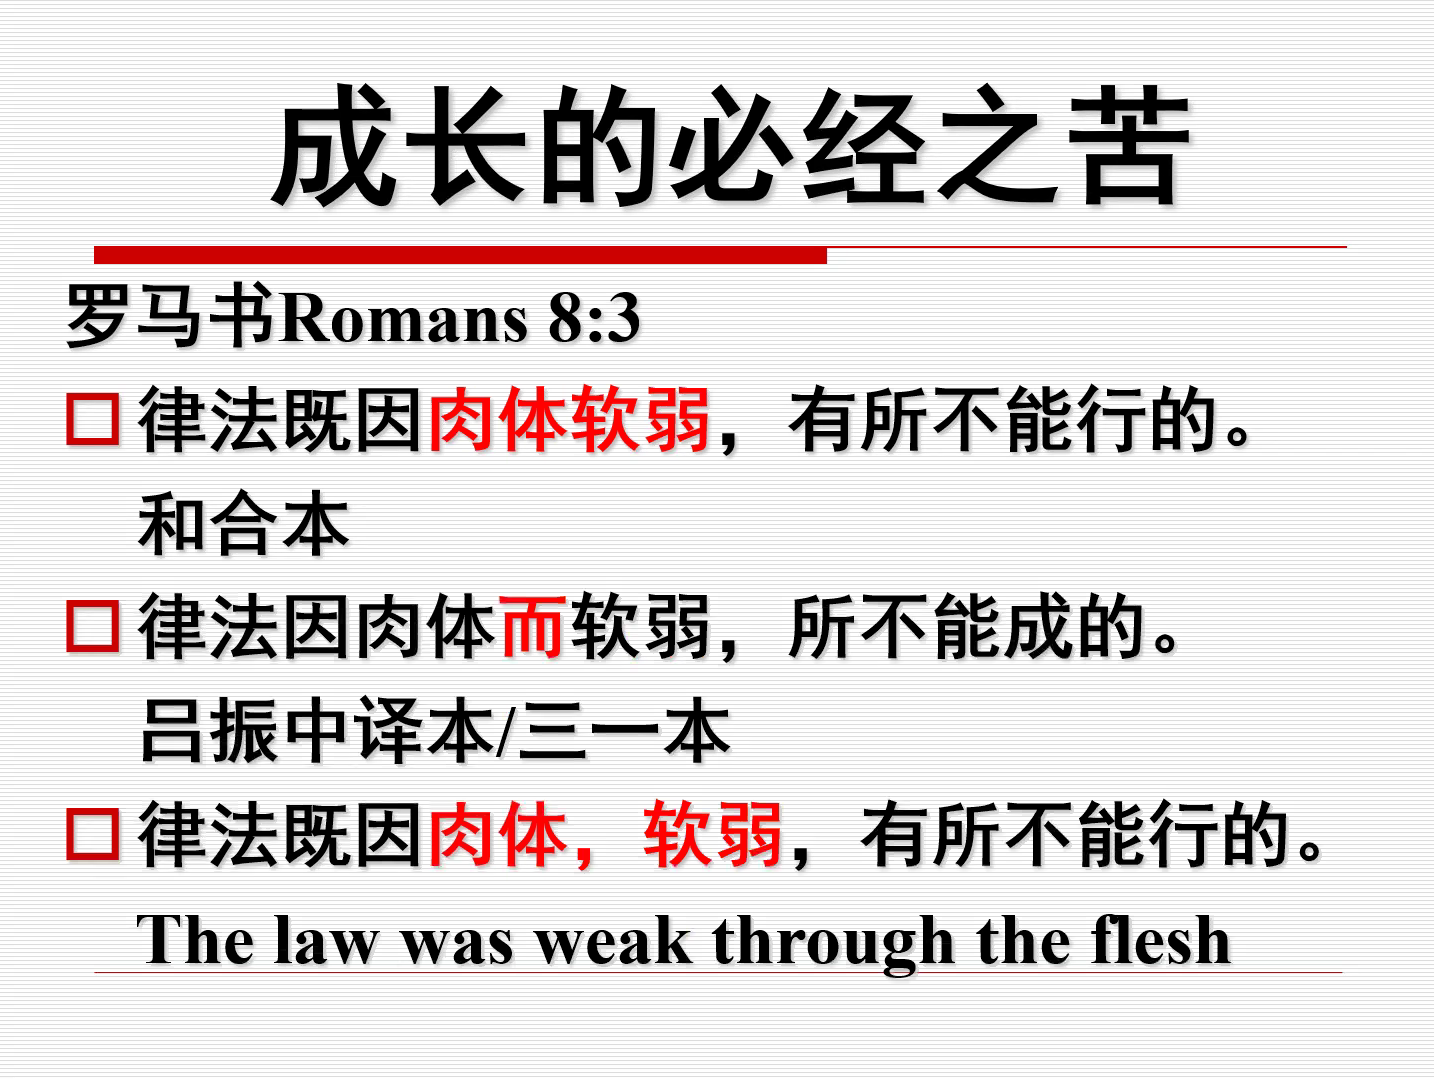 成长的必经之苦
罗马书Romans 8:3
律法既因肉体软弱，有所不能行的。
和合本
律法因肉体而软弱，所不能成的。
吕振中译本/三一本
律法既因肉体，软弱，有所不能行的。
The law was weak through the flesh